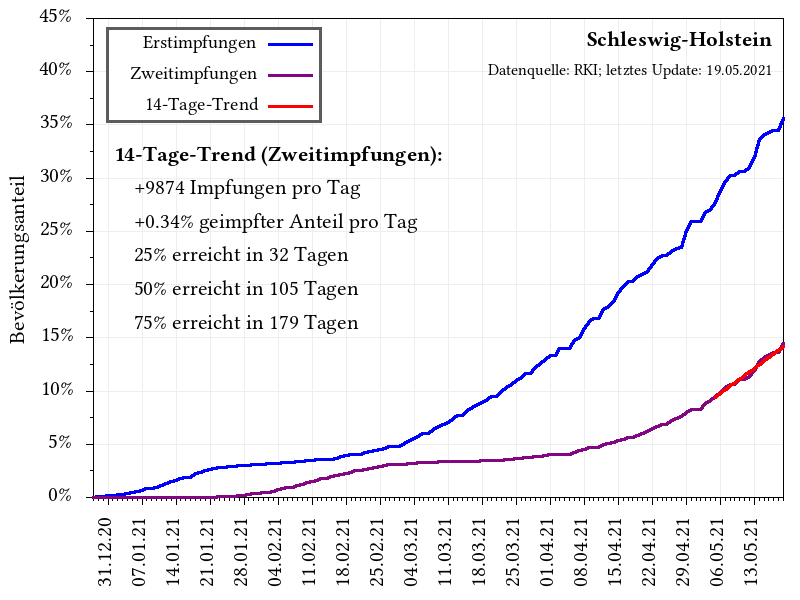 45%
40%
35%
30%
25%
20%
15%
10%
5%
0%
Bevölkerungsanteil
Erstimpfungen
Zweitimpfungen
14-Tage-Trend
Schleswig-Holstein
Datenquelle: RKI; letztes Update: 19.05.2021
14-Tage-Trend (Zweitimpfungen):
+9874 Impfungen pro Tag
+0.34% geimpfter Anteil pro Tag
25% erreicht in 32 Tagen
50% erreicht in 105 Tagen
75% erreicht in 179 Tagen
31.12.20
07.01.21
14.01.21
21.01.21
28.01.21
04.02.21
11.02.21
18.02.21
25.02.21
04.03.21
11.03.21
18.03.21
25.03.21
01.04.21
08.04.21
15.04.21
22.04.21
29.04.21
06.05.21
13.05.21